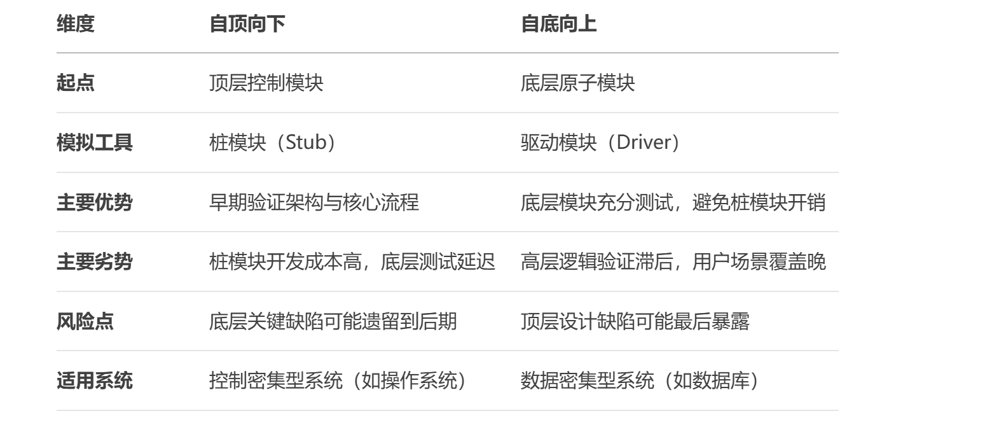 维度 自顶向下 自底向上
起点 顶层控制模块 底层原子模块
模拟工具 桩模块（Stub） 驱动模块（Driver）
主要优势 早期验证架构与核心流程 底层模块充分测试，避免桩模块开销
主要劣势 桩模块开发成本高，底层测试延迟 高层逻辑验证滞后，用户场景覆盖晚
风险点 底层关键缺陷可能遗留到后期 顶层设计缺陷可能最后暴露
适用系统 控制密集型系统（如操作系统） 数据密集型系统（如数据库）